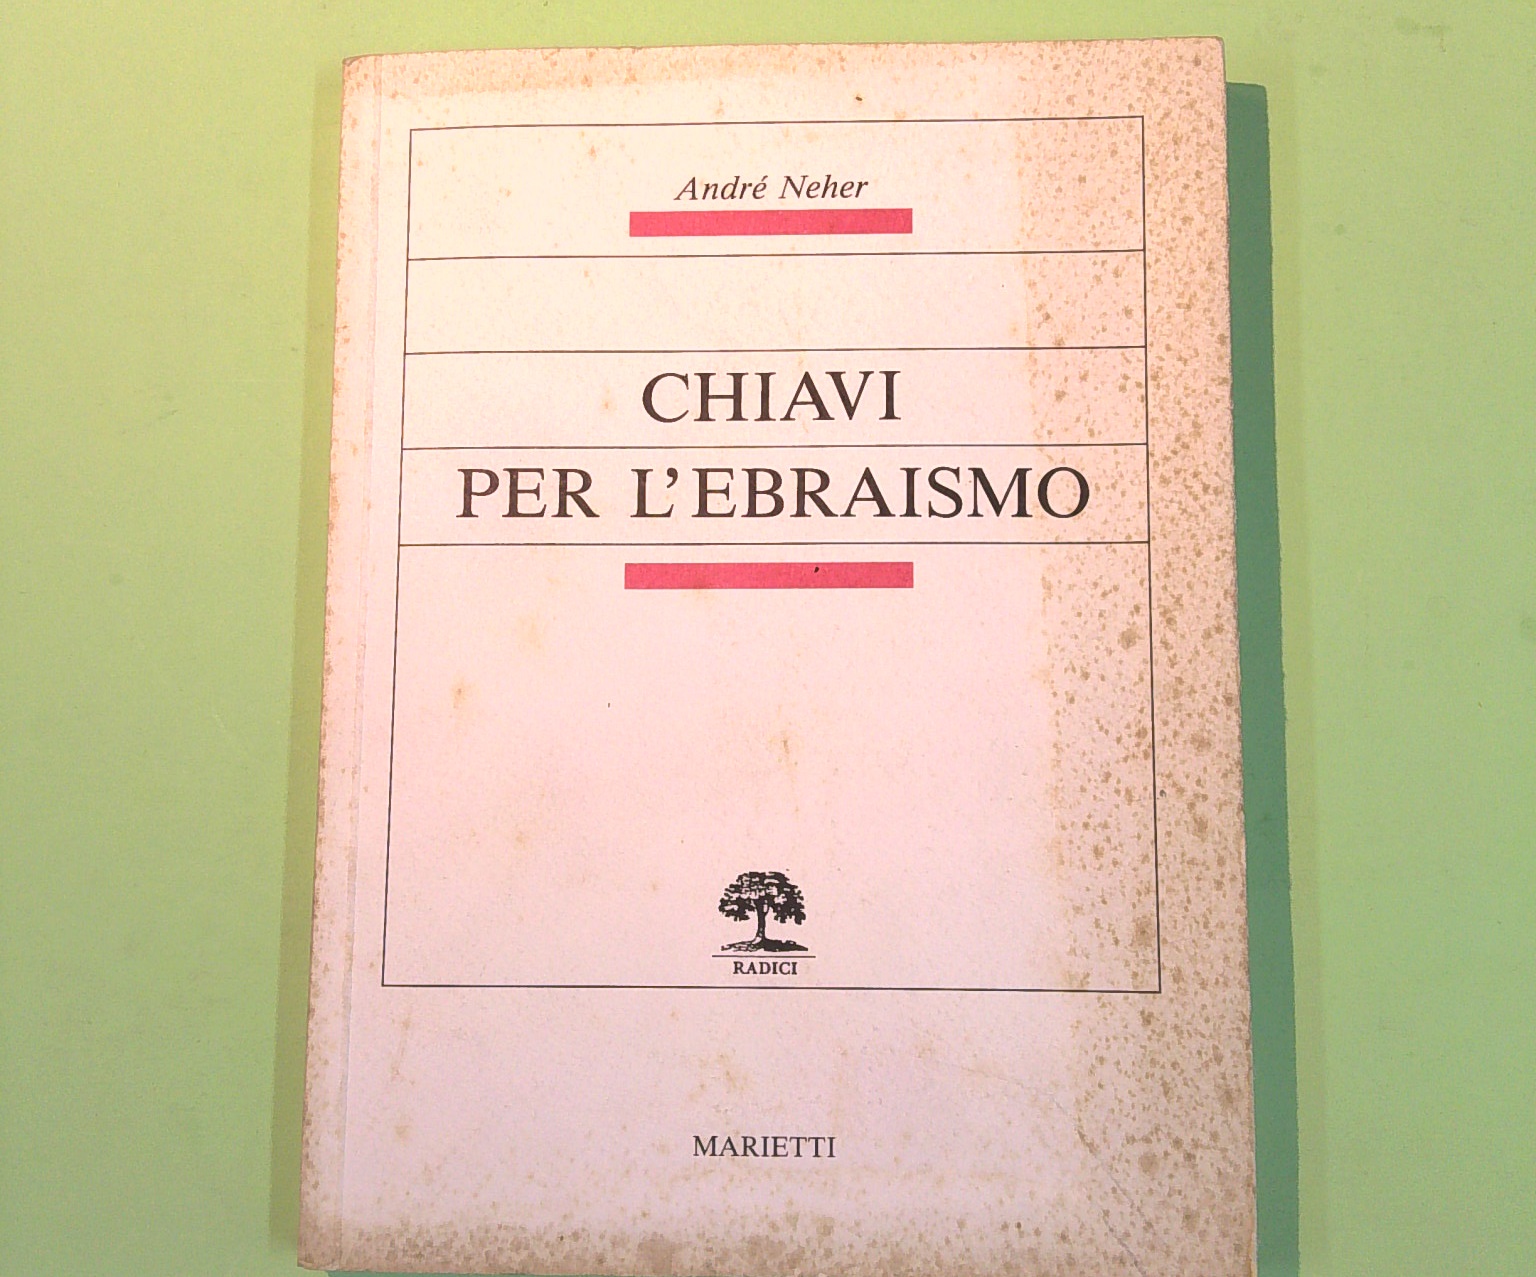 André Neher
CHIAVI
PER L'EBRAISMO
RADICI
MARIETTI